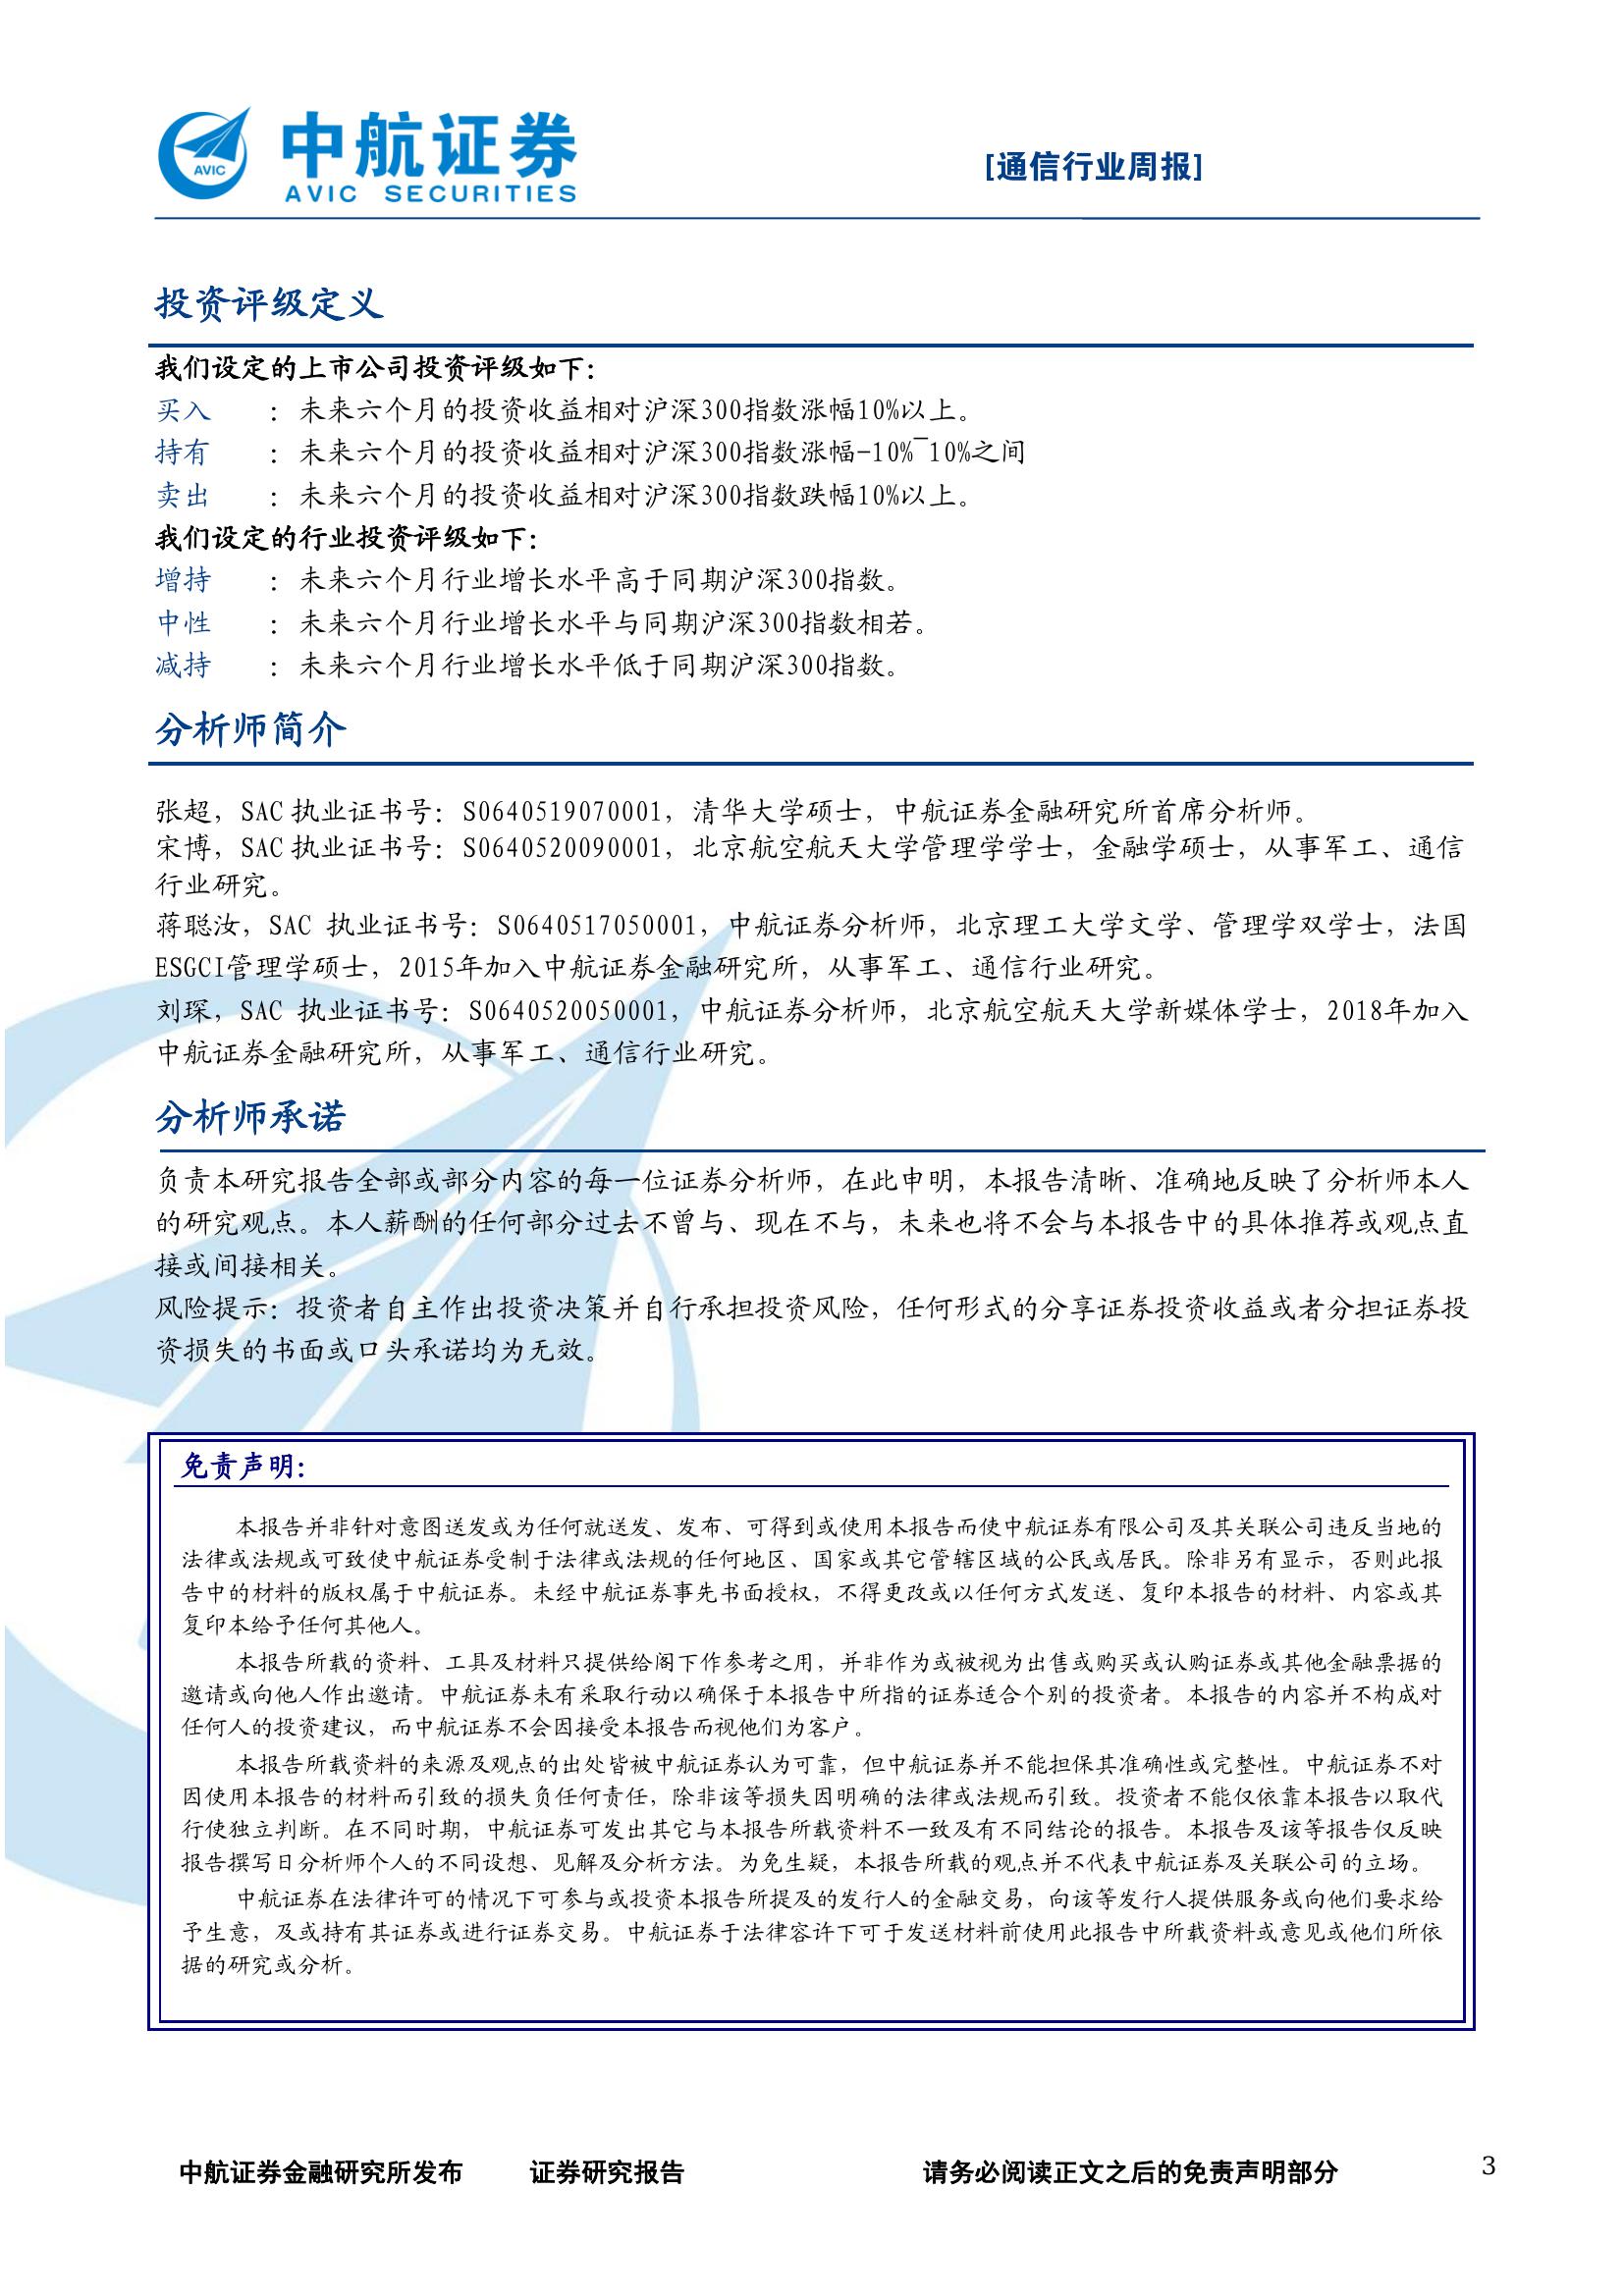 AVIC
中航证券
AVIC SECURITIES
[通信行业周报]
投资评级定义
我们设定的上市公司投资评级如下：
买入 ：未来六个月的投资收益相对沪深300指数涨幅10%以上。
持有 ：未来六个月的投资收益相对沪深300指数涨幅-10%~10%之间
卖出 ：未来六个月的投资收益相对沪深300指数跌幅10%以上。
我们设定的行业投资评级如下：
增持 ：未来六个月行业增长水平高于同期沪深300指数。
中性 ：未来六个月行业增长水平与同期沪深300指数相若。
减持 ：未来六个月行业增长水平低于同期沪深300指数。
分析师简介
张超，SAC 执业证书号：S0640519070001，清华大学硕士，中航证券金融研究所首席分析师。
宋博，SAC 执业证书号：S0640520090001，北京航空航天大学管理学学士，金融学硕士，从事军工、通信
行业研究。
蒋聪汝，SAC 执业证书号：S0640517050001，中航证券分析师，北京理工大学文学、管理学双学士，法国
ESGCI管理学硕士，2015年加入中航证券金融研究所，从事军工、通信行业研究。
刘琛，SAC 执业证书号：S0640520050001，中航证券分析师，北京航空航天大学新媒体学士，2018年加入
中航证券金融研究所，从事军工、通信行业研究。
分析师承诺
负责本研究报告全部或部分内容的每一位证券分析师，在此申明，本报告清晰、准确地反映了分析师本人
的研究观点。本人薪酬的任何部分过去不曾与、现在不与，未来也将不会与本报告中的具体推荐或观点直
接或间接相关。
风险提示：投资者自主作出投资决策并自行承担投资风险，任何形式的分享证券投资收益或者分担证券投
资损失的书面或口头承诺均为无效。
免责声明：
本报告并非针对意图送发或为任何就送发、发布、可得到或使用本报告而使中航证券有限公司及其关联公司违反当地的
法律或法规或可致使中航证券受制于法律或法规的任何地区、国家或其它管辖区域的公民或居民。除非另有显示，否则此报
告中的材料的版权属于中航证券。未经中航证券事先书面授权，不得更改或以任何方式发送、复印本报告的材料、内容或其
复印本给予任何其他人。
本报告所载的资料、工具及材料只提供给阁下作参考之用，并非作为或被视为出售或购买或认购证券或其他金融票据的
邀请或向他人作出邀请。中航证券未有采取行动以确保于本报告中所指的证券适合个别的投资者。本报告的内容并不构成对
任何人的投资建议，而中航证券不会因接受本报告而视他们为客户。
本报告所载资料的来源及观点的出处皆被中航证券认为可靠，但中航证券并不能担保其准确性或完整性。中航证券不对
因使用本报告的材料而引致的损失负任何责任，除非该等损失因明确的法律或法规而引致。投资者不能仅依靠本报告以取代
行使独立判断。在不同时期，中航证券可发出其它与本报告所载资料不一致及有不同结论的报告。本报告及该等报告仅反映
报告撰写日分析师个人的不同设想、见解及分析方法。为免生疑，本报告所载的观点并不代表中航证券及关联公司的立场。
中航证券在法律许可的情况下可参与或投资本报告所提及的发行人的金融交易，向该等发行人提供服务或向他们要求给
予生意，及或持有其证券或进行证券交易。中航证券于法律容许下可于发送材料前使用此报告中所载资料或意见或他们所依
据的研究或分析。
中航证券金融研究所发布 证券研究报告 请务必阅读正文之后的免责声明部分 3